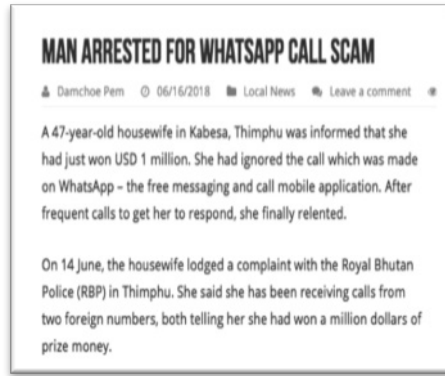 MAN ARRESTED FOR WHATSAPP CALL SCAM
Damchoe Pem 06/16/2018 Local News Leave a comment
A 47-year-old housewife in Kabesa, Thimphu was informed that she
had just won USD 1 million. She had ignored the call which was made
on WhatsApp – the free messaging and call mobile application. After
frequent calls to get her to respond, she finally relented.
On 14 June, the housewife lodged a complaint with the Royal Bhutan
Police (RBP) in Thimphu. She said she has been receiving calls from
two foreign numbers, both telling her she had won a million dollars of
prize money.